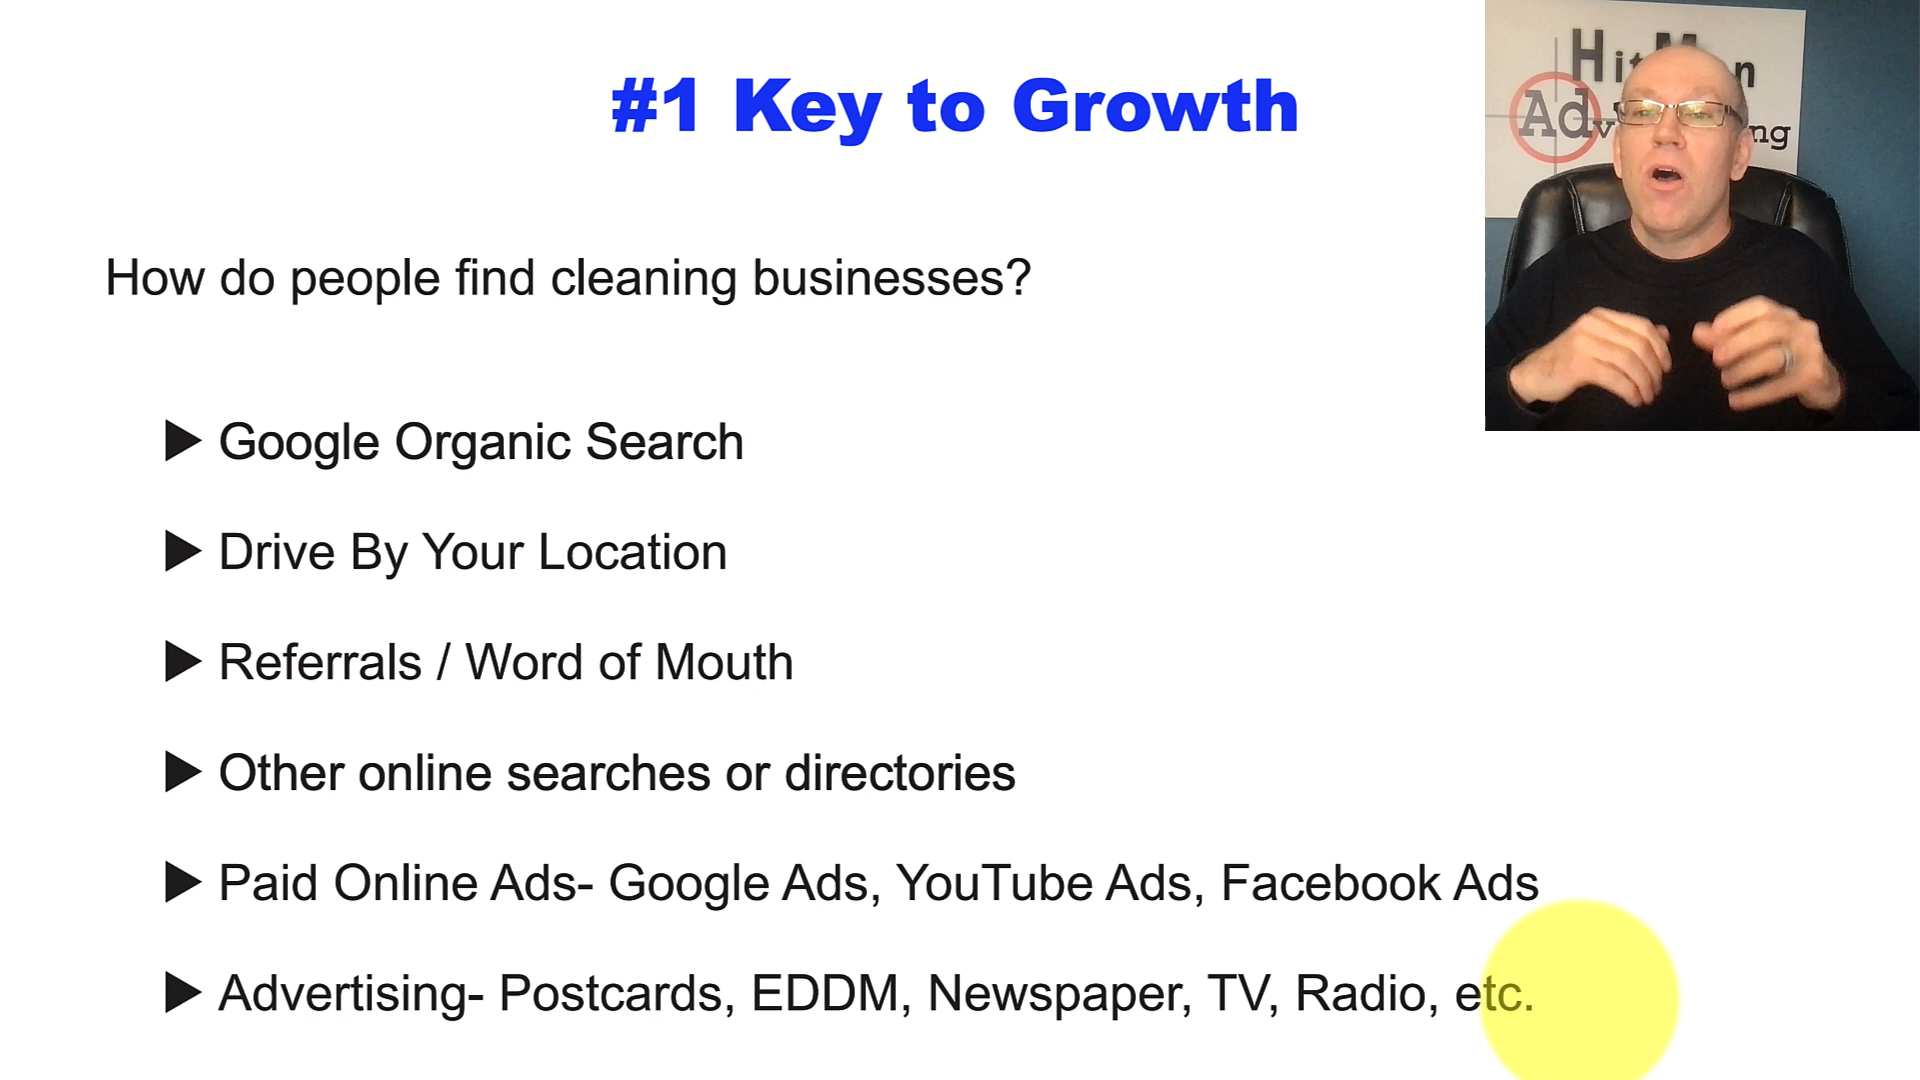 #1 Key to Growth
How do people find cleaning businesses?
Google Organic Search
Drive By Your Location
Referrals / Word of Mouth
Other online searches or directories
Paid Online Ads- Google Ads, YouTube Ads, Facebook Ads
Advertising- Postcards, EDDM, Newspaper, TV, Radio, etc.